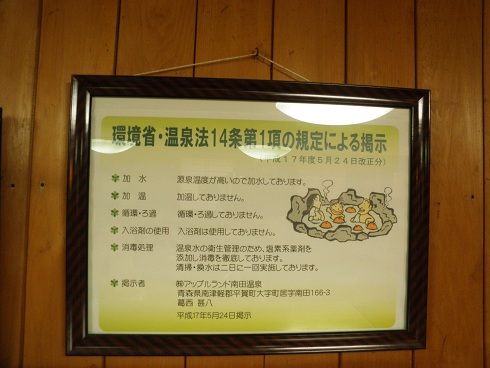 環境省・温泉法14条第1項の規定による掲示
(平成17年度5月24日改正分)
加水 源泉温度が高いので加水しております。
加温 加温しておりません。
循環・ろ過 循環・ろ過しておりません。
入浴剤の使用 入浴剤は使用しておりません。
消毒処理 温泉水の衛生管理のため、塩素系薬剤を
添加し消毒を徹底しております。
清掃・換水は二日に一回実施しております。
掲示者 ㈱アップルランド南田温泉
青森県南津軽郡平賀町大字町居字南田166-3
葛西 甚八
平成17年5月24日掲示